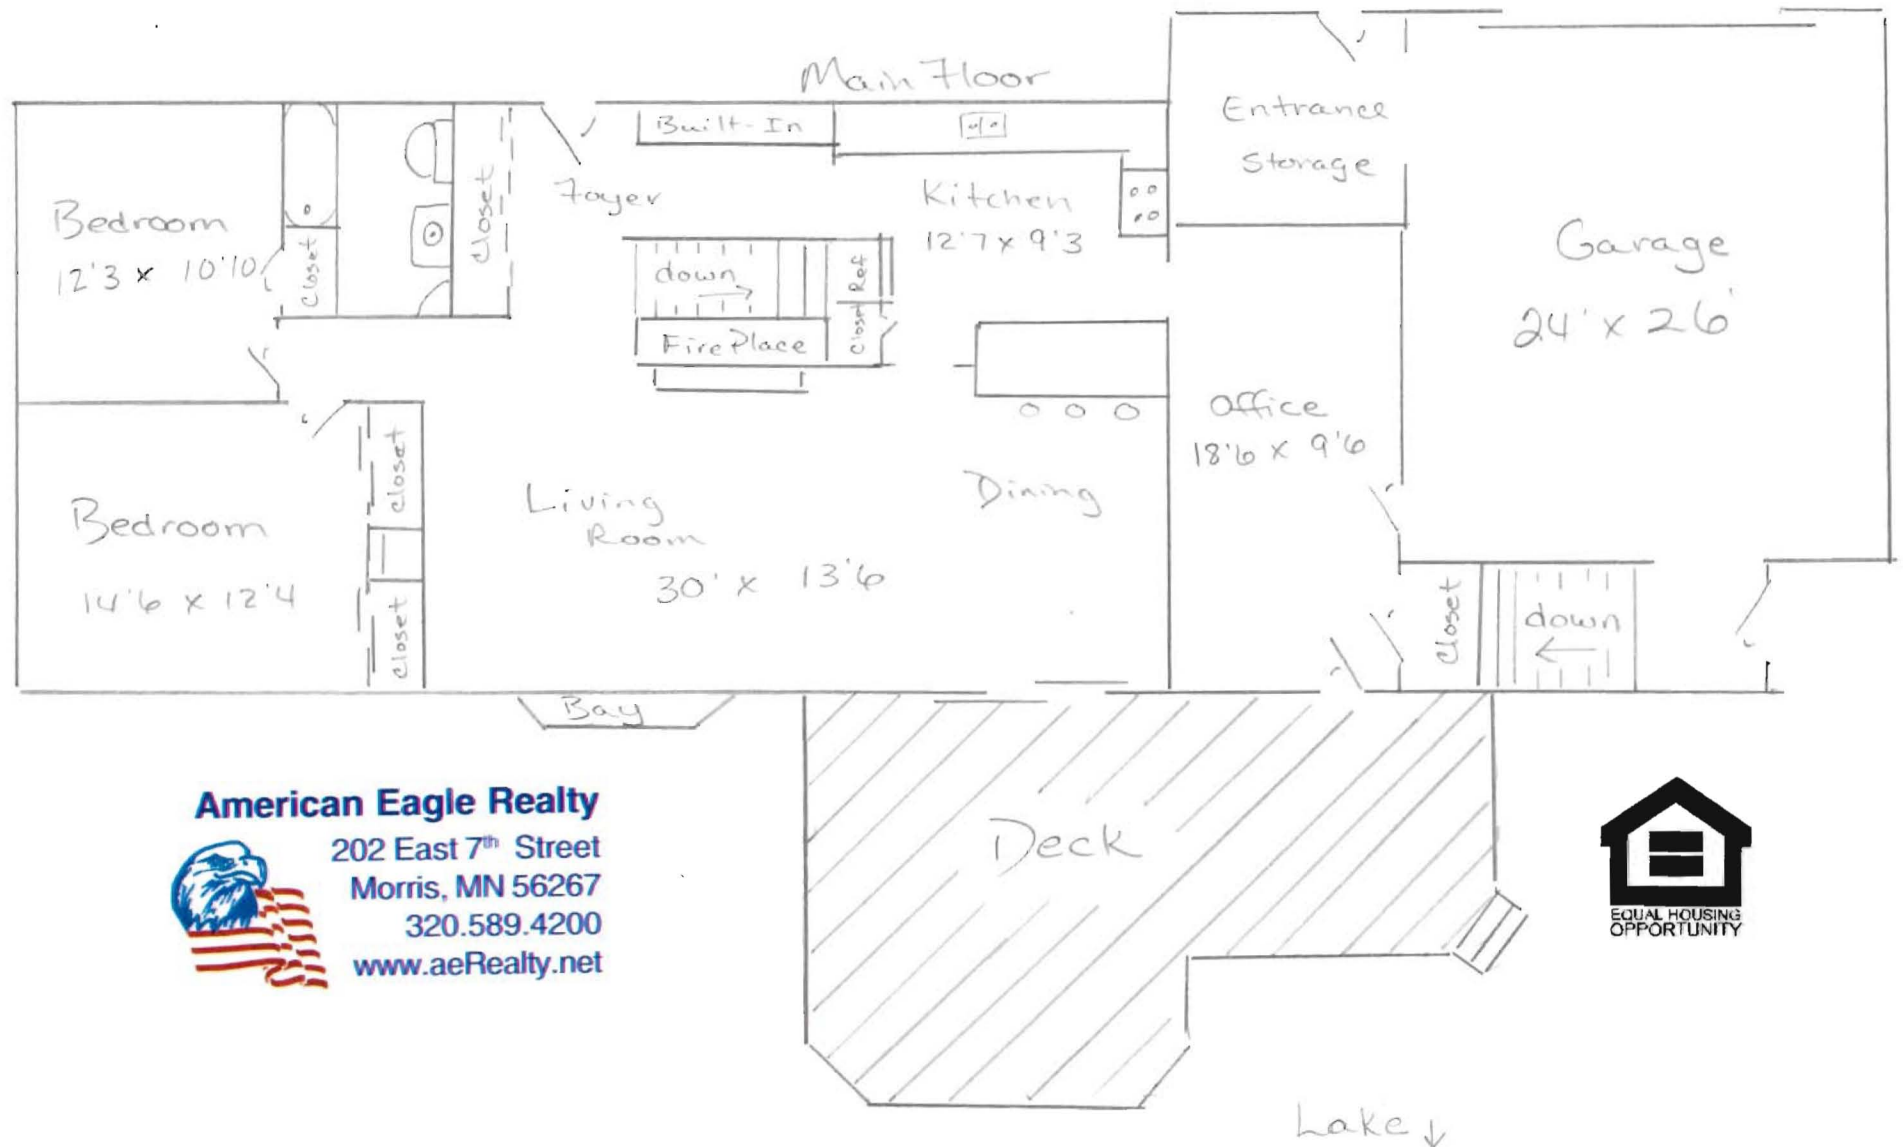 Main Floor
Entrance
Storage
Built-In
Foyer
Closet
Kitchen
12'7 x 9'3
Bedroom
12'3 x 10'10
Closet
down
Ref
Closet
FirePlace
Garage
24' x 26'
Office
18'6 x 9'6
Closet
Bedroom
14'6 x 12'4
Closet
Living
Room
30' x 13'6
Dining
Closet
down
Bay
Deck
American Eagle Realty
202 East 7th Street
Morris, MN 56267
320.589.4200
www.aeRealty.net
EQUAL HOUSING
OPPORTUNITY
Lake ↓